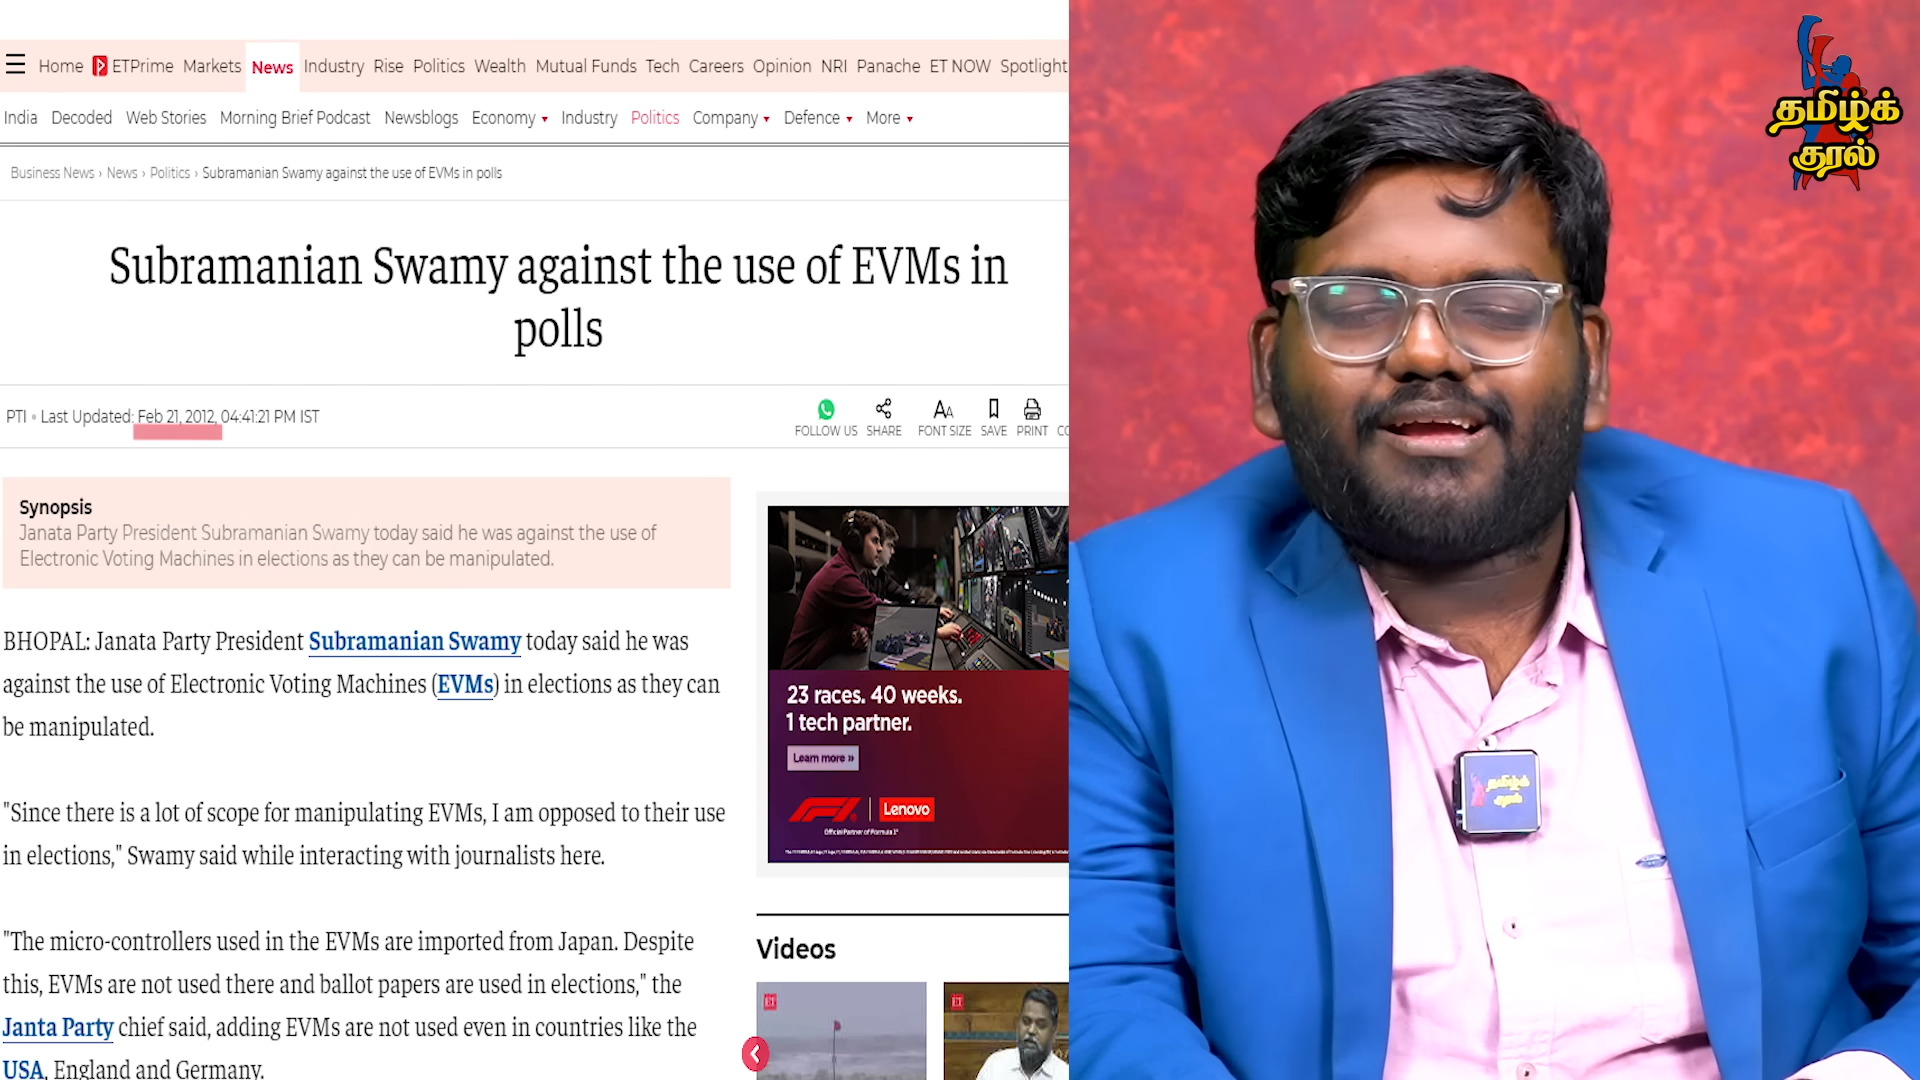 Home ETPrime Markets News Industry Rise Politics Wealth Mutual Funds Tech Careers Opinion NRI Panache ET NOW Spotlight
India Decoded Web Stories Morning Brief Podcast Newsblogs Economy Industry Politics Company Defence More
Business News › News › Politics › Subramanian Swamy against the use of EVMs in polls
Subramanian Swamy against the use of EVMs in
polls
PTI • Last Updated: Feb 21, 2012, 04:41:21 PM IST
FOLLOW US SHARE FONT SIZE SAVE PRINT
Synopsis
Janata Party President Subramanian Swamy today said he was against the use of
Electronic Voting Machines in elections as they can be manipulated.
BHOPAL: Janata Party President Subramanian Swamy today said he was
against the use of Electronic Voting Machines (EVMs) in elections as they can
be manipulated.
"Since there is a lot of scope for manipulating EVMs, I am opposed to their use
in elections," Swamy said while interacting with journalists here.
"The micro-controllers used in the EVMs are imported from Japan. Despite
this, EVMs are not used there and ballot papers are used in elections," the
Janta Party chief said, adding EVMs are not used even in countries like the
USA, England and Germany.
23 races. 40 weeks.
1 tech partner.
Learn more »
F1 Lenovo
Official Partner of Formula 1®
Videos
ET ET
தமிழ்க்
குரல்
தமிழ்க்
குரல்